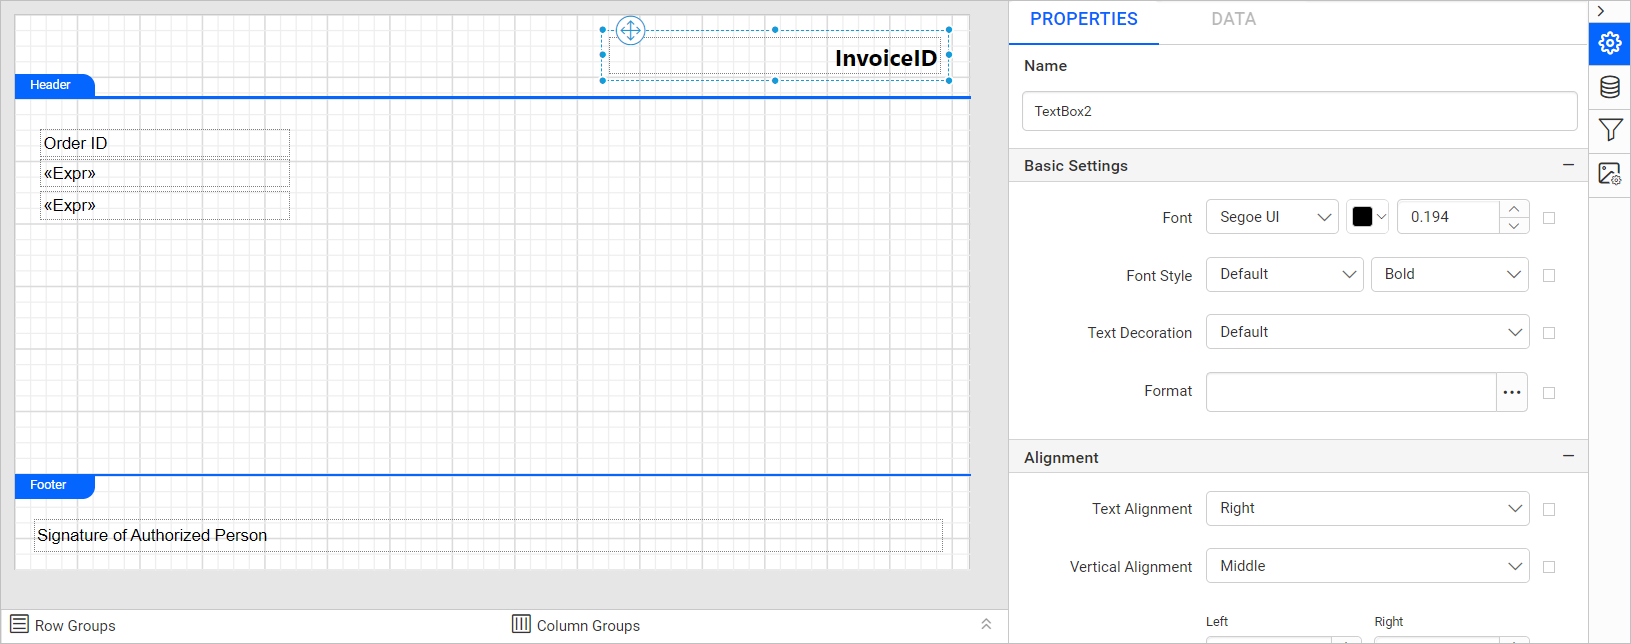 InvoiceID
Header
Order ID
«Expr»
«Expr»
Footer
Signature of Authorized Person
Row Groups
Column Groups
PROPERTIES
DATA
Name
TextBox2
Basic Settings
Font
Segoe UI
0.194
Font Style
Default
Bold
Text Decoration
Default
Format
Alignment
Text Alignment
Right
Vertical Alignment
Middle
Left
Right